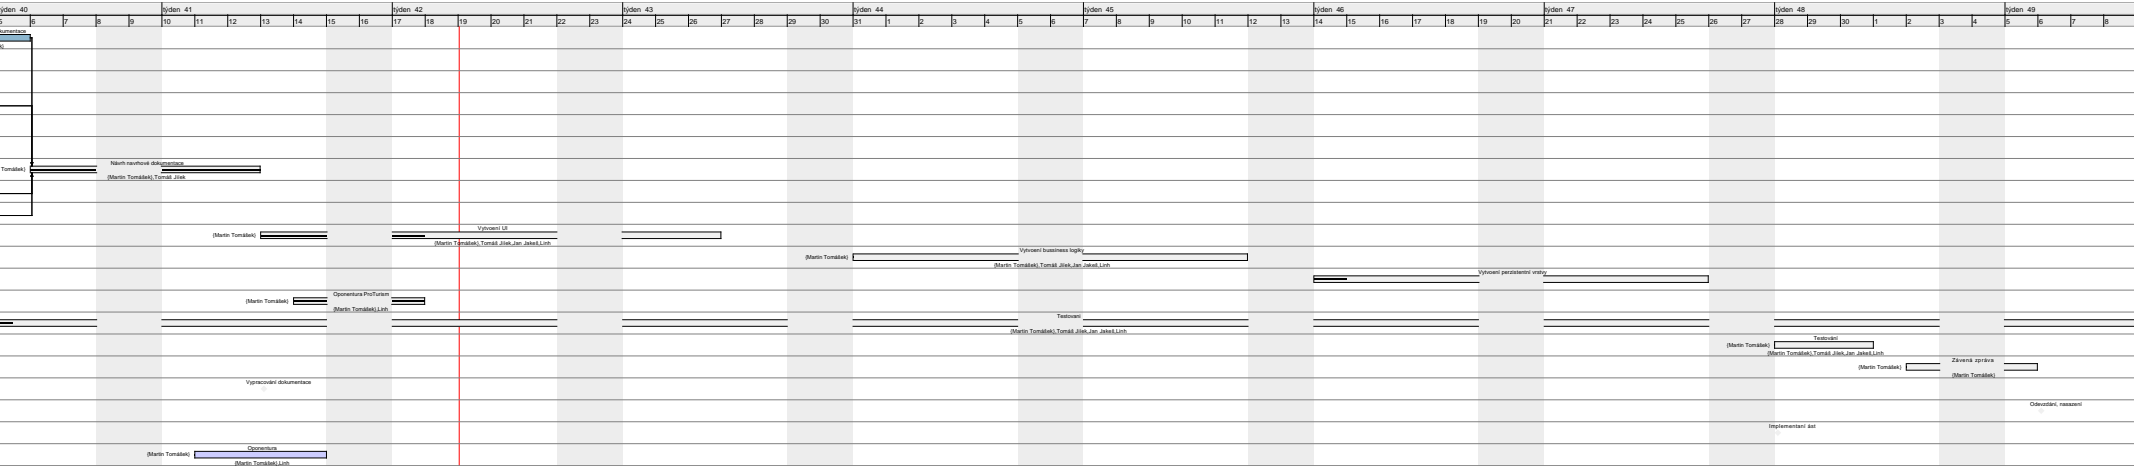 týden 40 týden 41 týden 42 týden 43 týden 44 týden 45 týden 46 týden 47 týden 48 týden 49
6 7 8 9 10 11 12 13 14 15 16 17 18 19 20 21 22 23 24 25 26 27 28 29 30 31 1 2 3 4 5 6 7 8 9 10 11 12 13 14 15 16 17 18 19 20 21 22 23 24 25 26 27 28 29 30 1 2 3 4 5 6 7 8
kumentace
Návrh navrhové dokumentace
Tomášek)
(Martin Tomášek),Tomáš Jílek
Vytvoení UI
(Martin Tomášek)
(Martin Tomášek),Tomáš Jílek,Jan Jakeš,Linh
Vytvoení bussiness logiky
(Martin Tomášek)
(Martin Tomášek),Tomáš Jílek,Jan Jakeš,Linh
Vytvoení perzistentní vrstvy
Oponentura ProTurism
(Martin Tomášek)
(Martin Tomášek),Linh
Testovani
(Martin Tomášek),Tomáš Jílek,Jan Jakeš,Linh
Testování
(Martin Tomášek)
(Martin Tomášek),Tomáš Jílek,Jan Jakeš,Linh
Závená zpráva
(Martin Tomášek)
(Martin Tomášek)
Vypracování dokumentace
Odevzdání, nasazení
Implementaní ást
Oponentura
(Martin Tomášek)
(Martin Tomášek),Linh